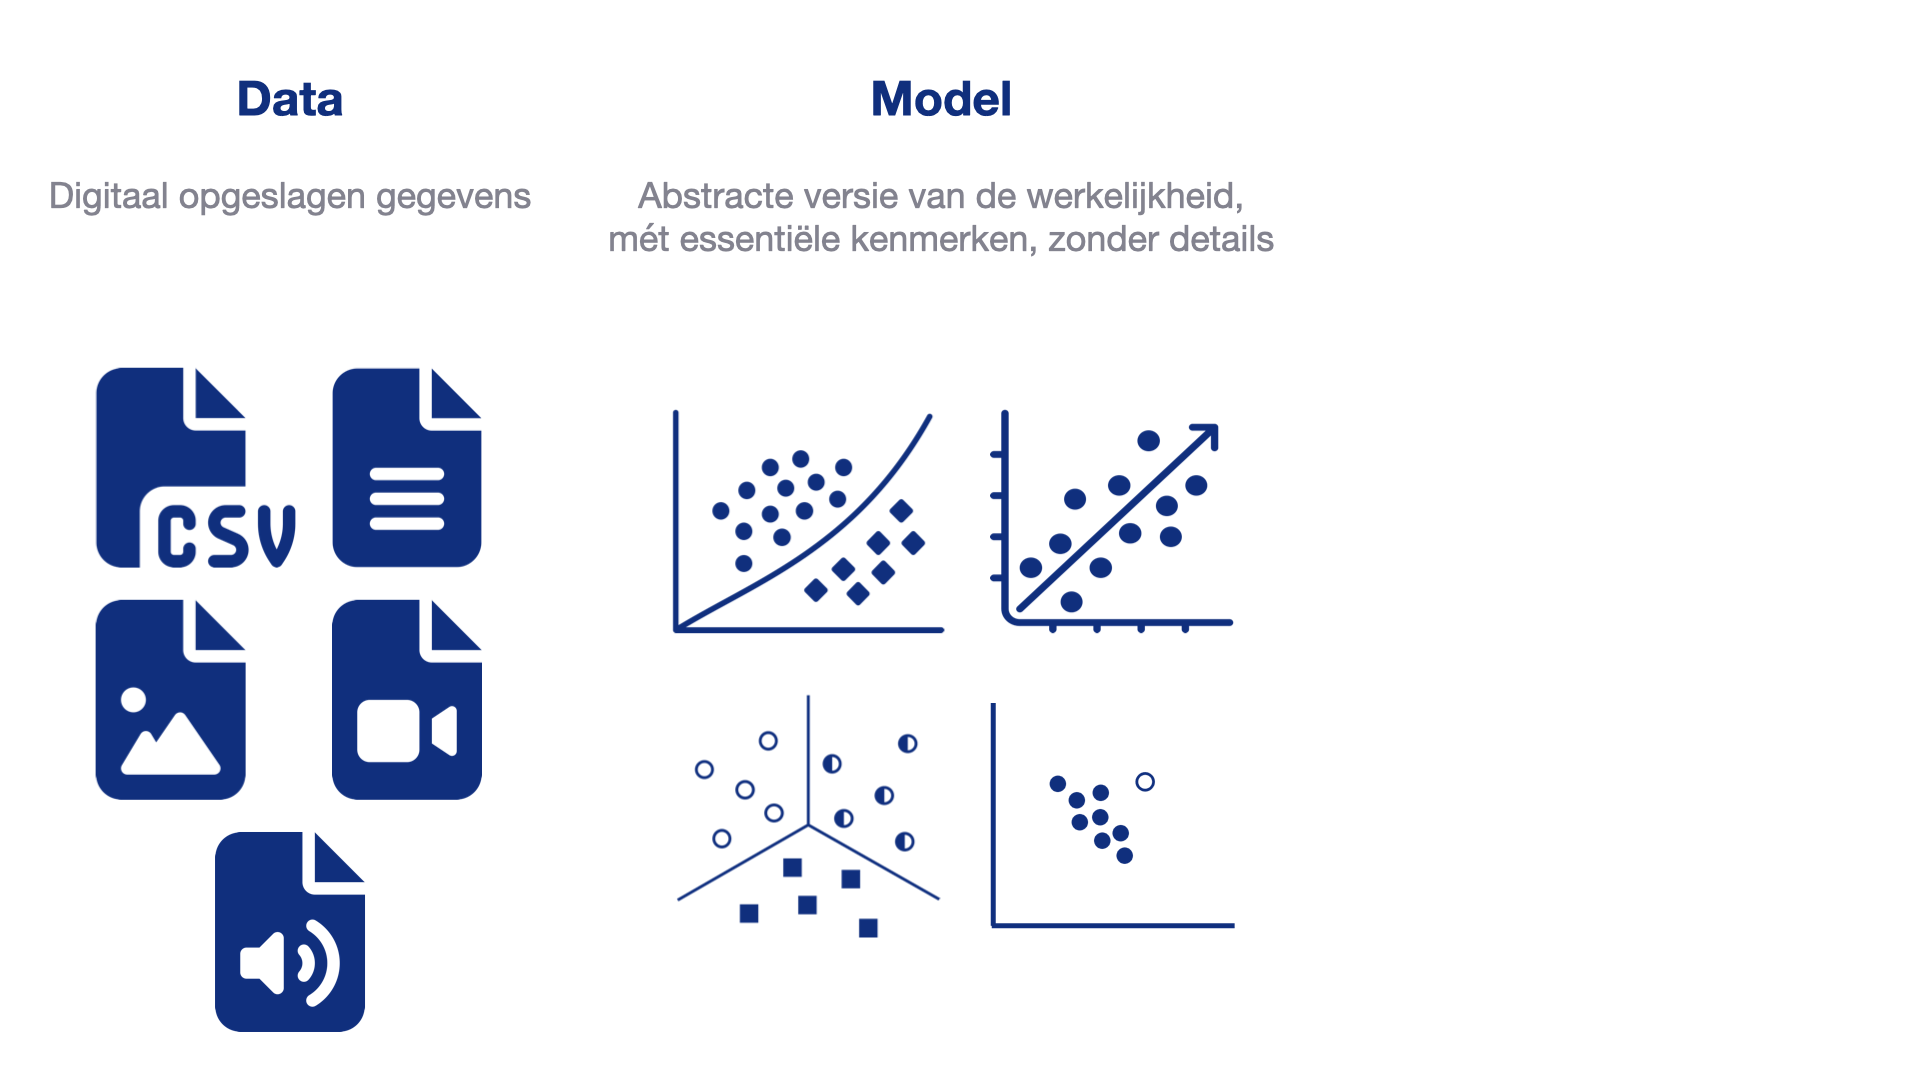 Data
Digitaal opgeslagen gegevens
Model
Abstracte versie van de werkelijkheid,
mét essentiële kenmerken, zonder details
CSV